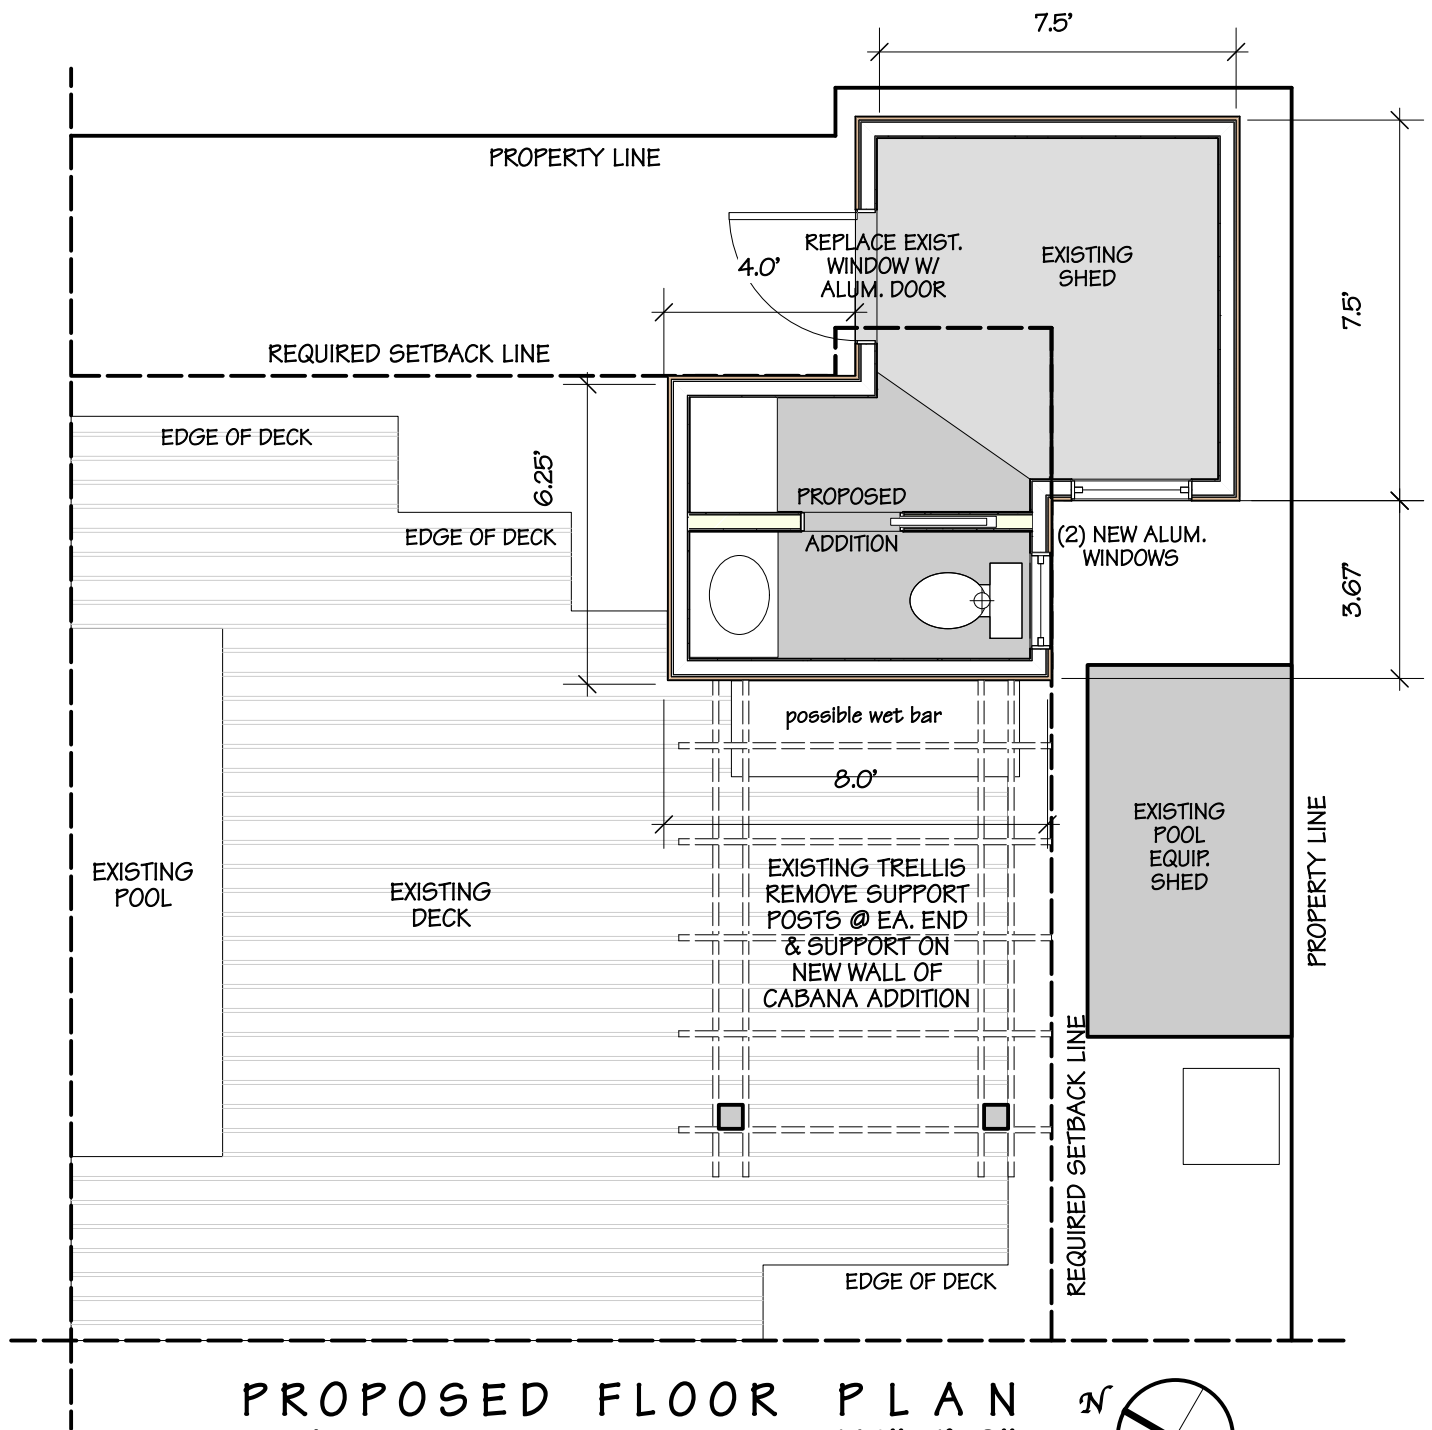 7.5'
PROPERTY LINE
REPLACE EXIST.
WINDOW W/
ALUM. DOOR
4.0'
EXISTING
SHED
7.5'
REQUIRED SETBACK LINE
EDGE OF DECK
6.25'
EDGE OF DECK
PROPOSED
ADDITION
(2) NEW ALUM.
WINDOWS
3.67'
possible wet bar
8.0'
EXISTING
POOL
EQUIP.
SHED
PROPERTY LINE
EXISTING
POOL
EXISTING
DECK
EXISTING TRELLIS
REMOVE SUPPORT
POSTS @ EA. END
& SUPPORT ON
NEW WALL OF
CABANA ADDITION
REQUIRED SETBACK LINE
EDGE OF DECK
PROPOSED FLOOR PLAN
N